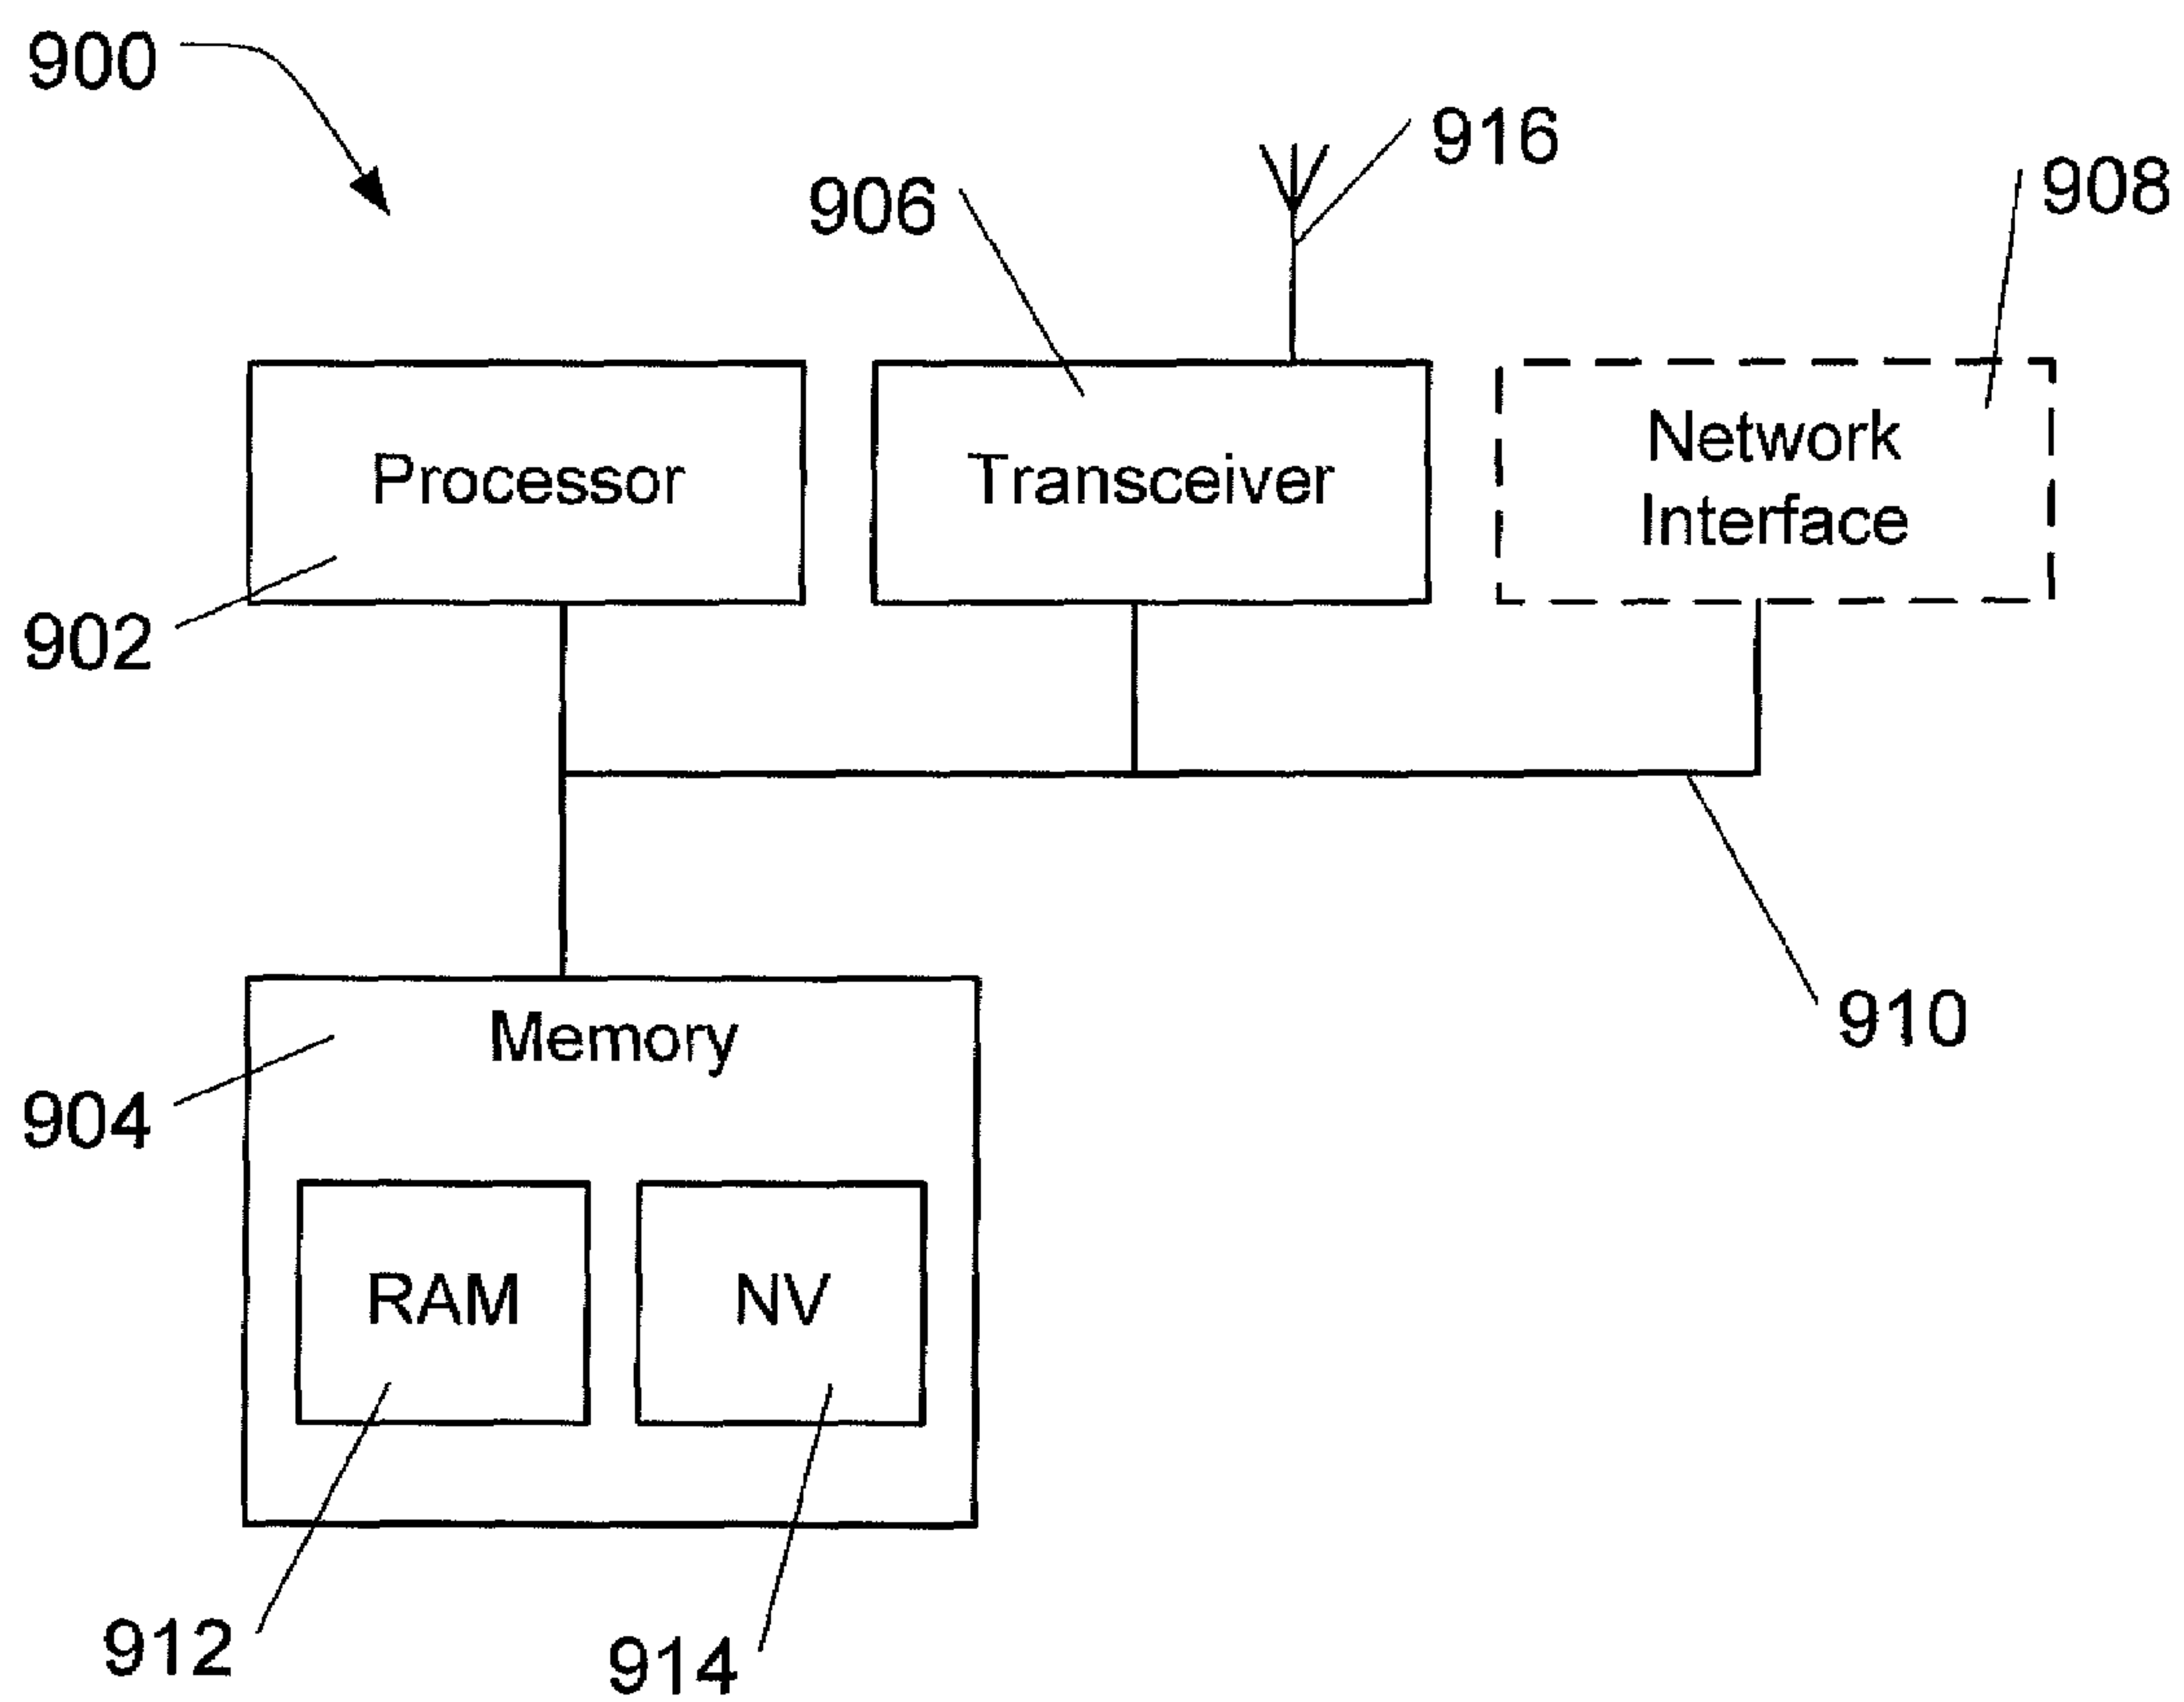 900
916
908
906
Processor
Transceiver
Network
Interface
902
910
Memory
904
RAM
NV
912
914